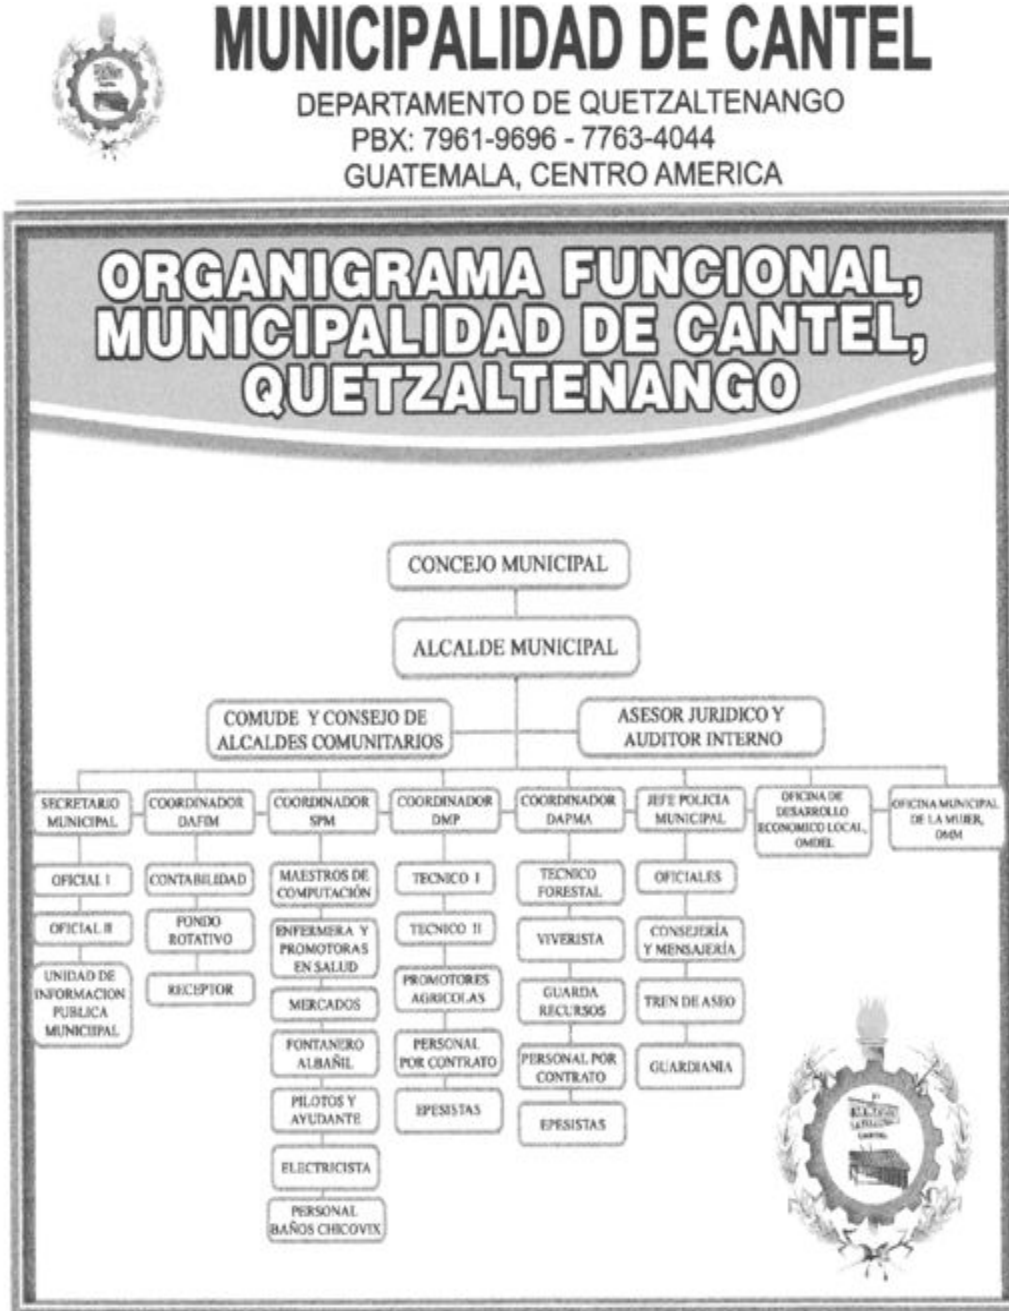 MUNICIPALIDAD DE CANTEL
DEPARTAMENTO DE QUETZALTENANGO
PBX: 7961-9696 - 7763-4044
GUATEMALA, CENTRO AMERICA
ORGANIGRAMA FUNCIONAL,
MUNICIPALIDAD DE CANTEL,
QUETZALTENANGO
CONCEJO MUNICIPAL
ALCALDE MUNICIPAL
COMUDE Y CONSEJO DE
ALCALDES COMUNITARIOS
ASESOR JURIDICO Y
AUDITOR INTERNO
SECRETARIO
MUNICIPAL
COORDINADOR
DAFIM
COORDINADOR
SPM
COORDINADOR
DMP
COORDINADOR
DAPMA
JEFE POLICIA
MUNICIPAL
OFICINA DE
DESARROLLO
ECONOMICO LOCAL,
OMDEL
OFICINA MUNICIPAL
DE LA MUJER,
OMM
OFICIAL I
OFICIAL II
UNIDAD DE
INFORMACION
PUBLICA
MUNICIIPAL
CONTABILIDAD
FONDO
ROTATIVO
RECEPTOR
MAESTROS DE
COMPUTACIÓN
ENFERMERA Y
PROMOTORAS
EN SALUD
MERCADOS
FONTANERO
ALBAÑIL
PILOTOS Y
AYUDANTE
ELECTRICISTA
PERSONAL
BAÑOS CHICOVIX
TECNICO I
TECNICO II
PROMOTORES
AGRICOLAS
PERSONAL
POR CONTRATO
EPESISTAS
TECNICO
FORESTAL
VIVERISTA
GUARDA
RECURSOS
PERSONAL POR
CONTRATO
EPESISTAS
OFICIALES
CONSEJERÍA
Y MENSAJERÍA
TREN DE ASEO
GUARDIANIA
CANTEL